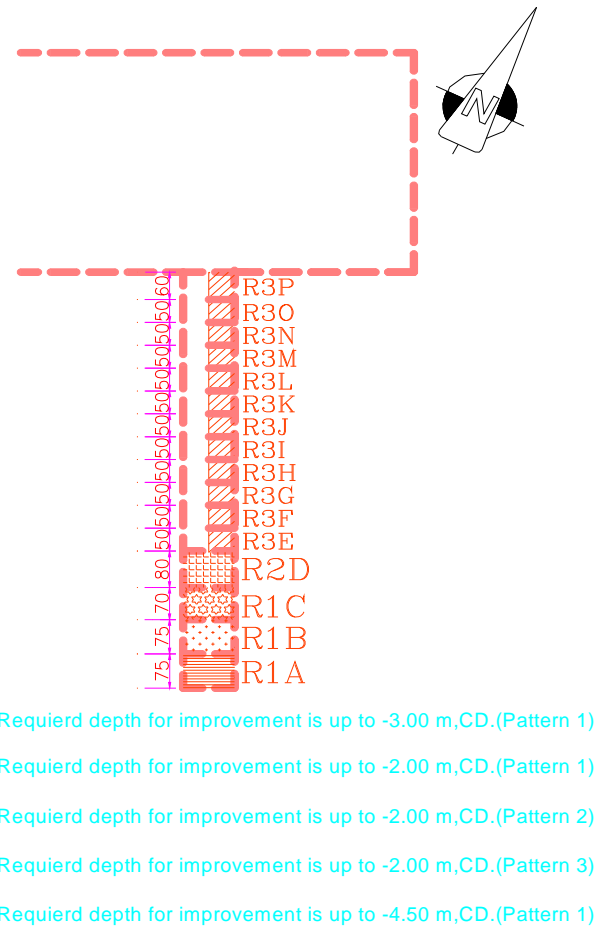 N
60 R3P
50 R3O
50 R3N
50 R3M
50 R3L
50 R3K
50 R3J
50 R3I
50 R3H
50 R3G
50 R3F
50 R3E
80 R2D
70 R1C
75 R1B
75 R1A
Requierd depth for improvement is up to -3.00 m,CD.(Pattern 1)
Requierd depth for improvement is up to -2.00 m,CD.(Pattern 1)
Requierd depth for improvement is up to -2.00 m,CD.(Pattern 2)
Requierd depth for improvement is up to -2.00 m,CD.(Pattern 3)
Requierd depth for improvement is up to -4.50 m,CD.(Pattern 1)